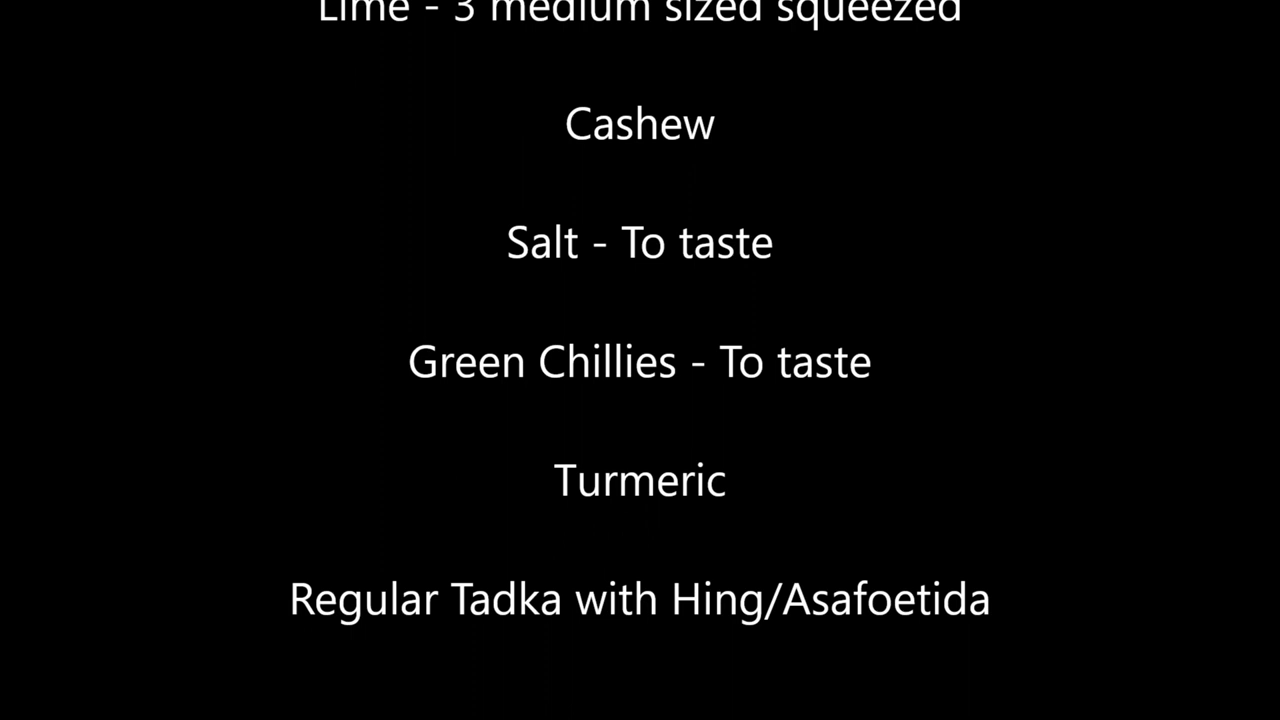 Lime - 3 medium sized squeezed
Cashew
Salt - To taste
Green Chillies - To taste
Turmeric
Regular Tadka with Hing/Asafoetida